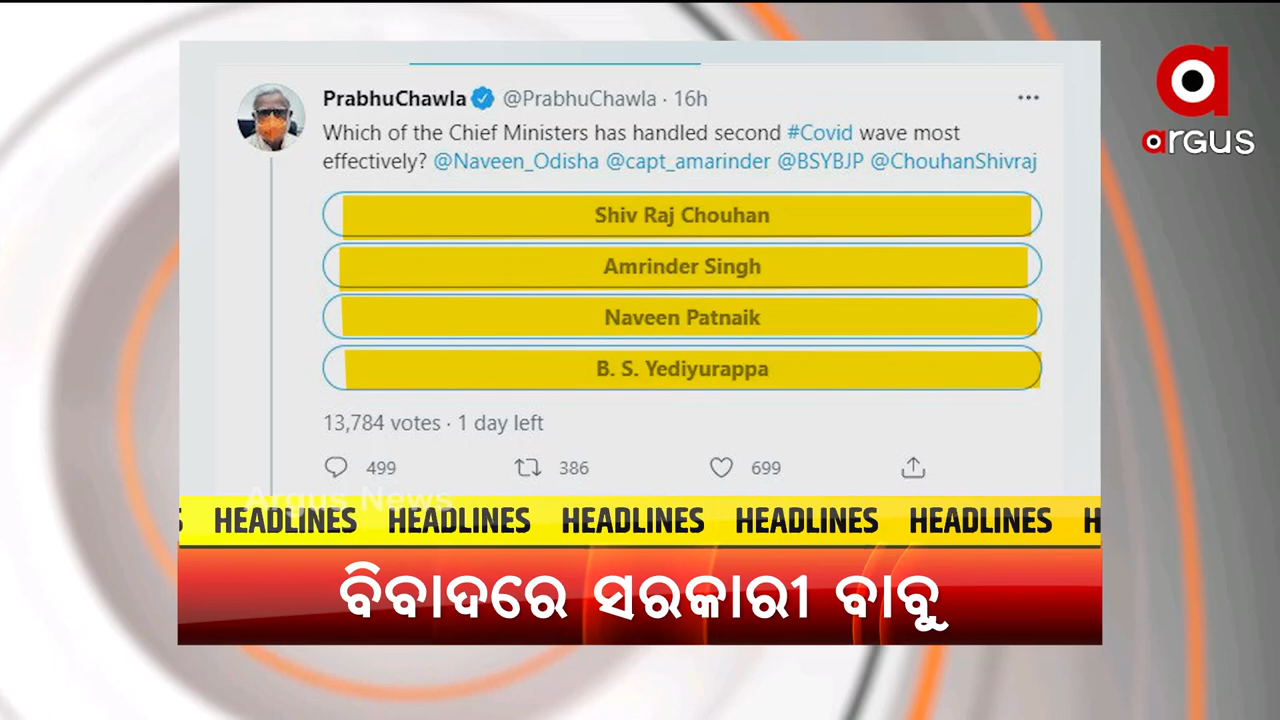 PrabhuChawla @PrabhuChawla · 16h
Which of the Chief Ministers has handled second #Covid wave most
effectively? @Naveen_Odisha @capt_amarinder @BSYBJP @ChouhanShivraj
Shiv Raj Chouhan
Amrinder Singh
Naveen Patnaik
B. S. Yediyurappa
13,784 votes · 1 day left
499 386 699
Argus News
HEADLINES HEADLINES HEADLINES HEADLINES HEADLINES
ବିବାଦରେ ସରକାରୀ ବାବୁ
argus